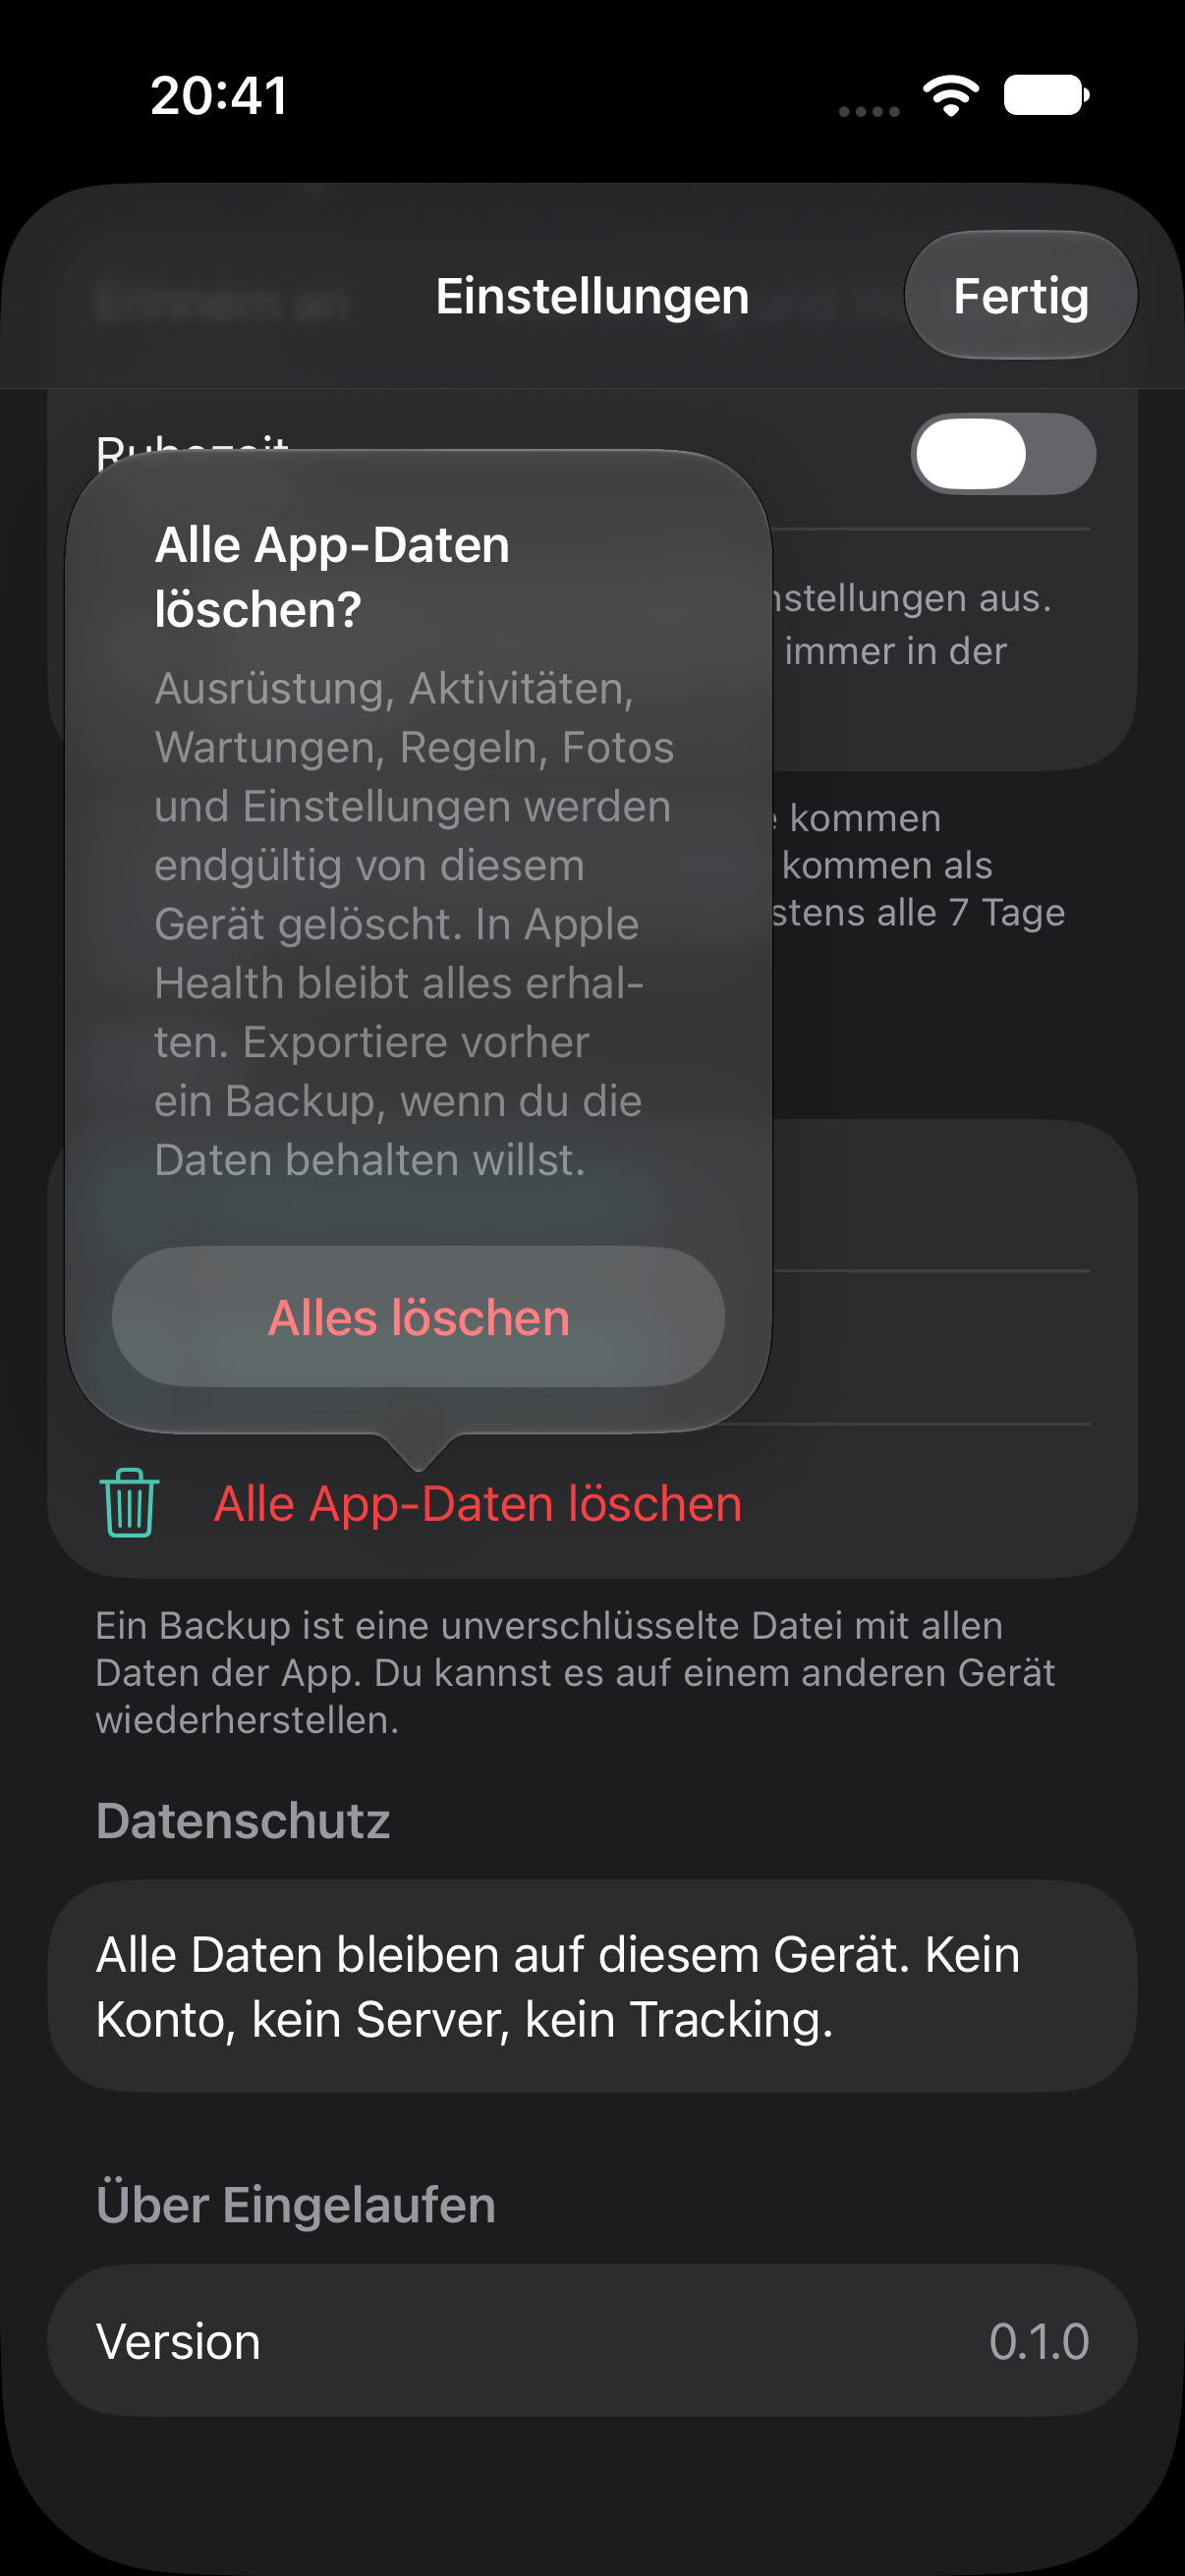 20:41
Einstellungen
Fertig
Ruhezeit
Alle App-Daten
löschen?
Ausrüstung, Aktivitäten,
Wartungen, Regeln, Fotos
und Einstellungen werden
endgültig von diesem
Gerät gelöscht. In Apple
Health bleibt alles erhal-
ten. Exportiere vorher
ein Backup, wenn du die
Daten behalten willst.
Alles löschen
nstellungen aus.
immer in der
kommen
kommen als
stens alle 7 Tage
Alle App-Daten löschen
Ein Backup ist eine unverschlüsselte Datei mit allen
Daten der App. Du kannst es auf einem anderen Gerät
wiederherstellen.
Datenschutz
Alle Daten bleiben auf diesem Gerät. Kein
Konto, kein Server, kein Tracking.
Über Eingelaufen
Version
0.1.0